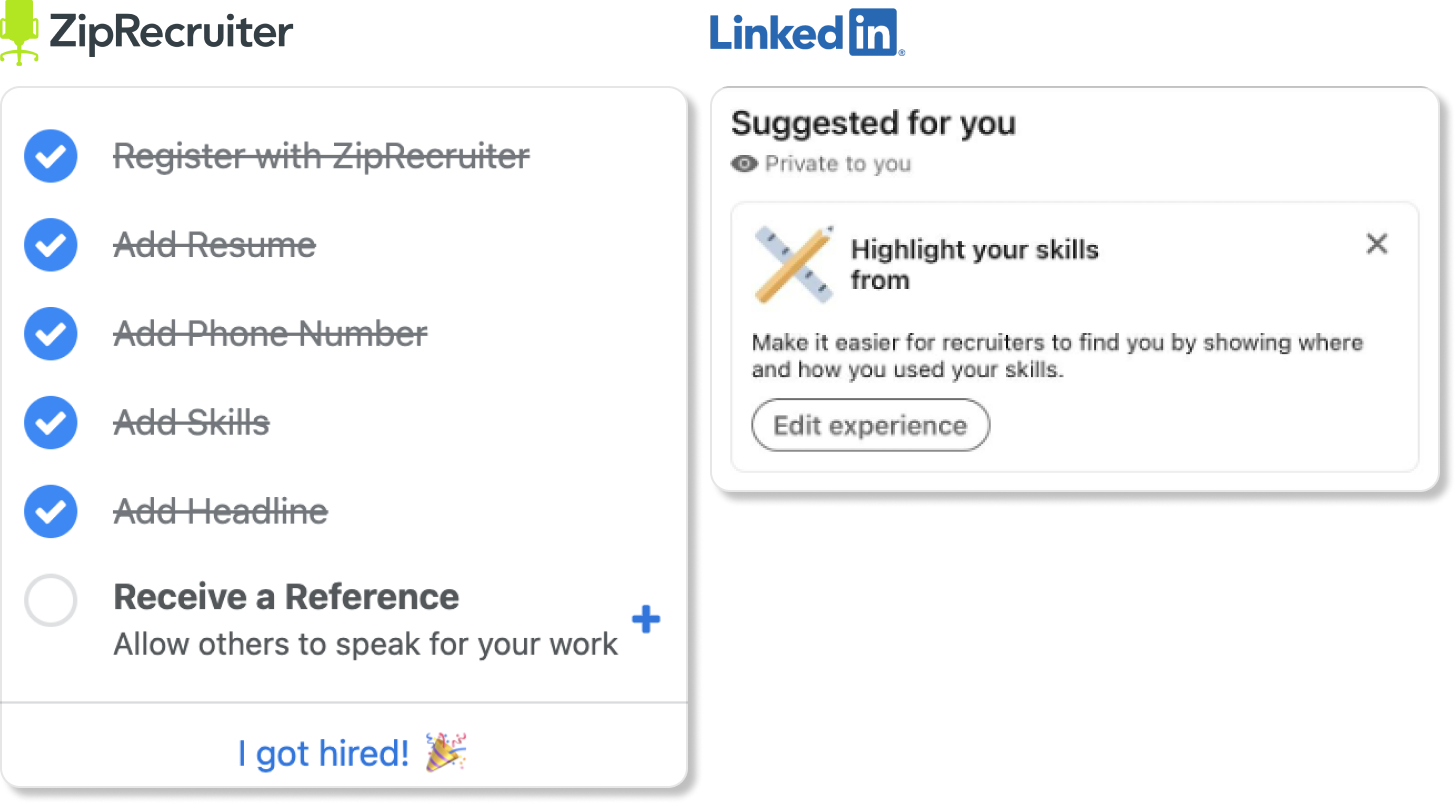 ZipRecruiter
Register with ZipRecruiter
Add Resume
Add Phone Number
Add Skills
Add Headline
Receive a Reference
Allow others to speak for your work
I got hired!
LinkedIn®
Suggested for you
Private to you
Highlight your skills
from
Make it easier for recruiters to find you by showing where
and how you used your skills.
Edit experience